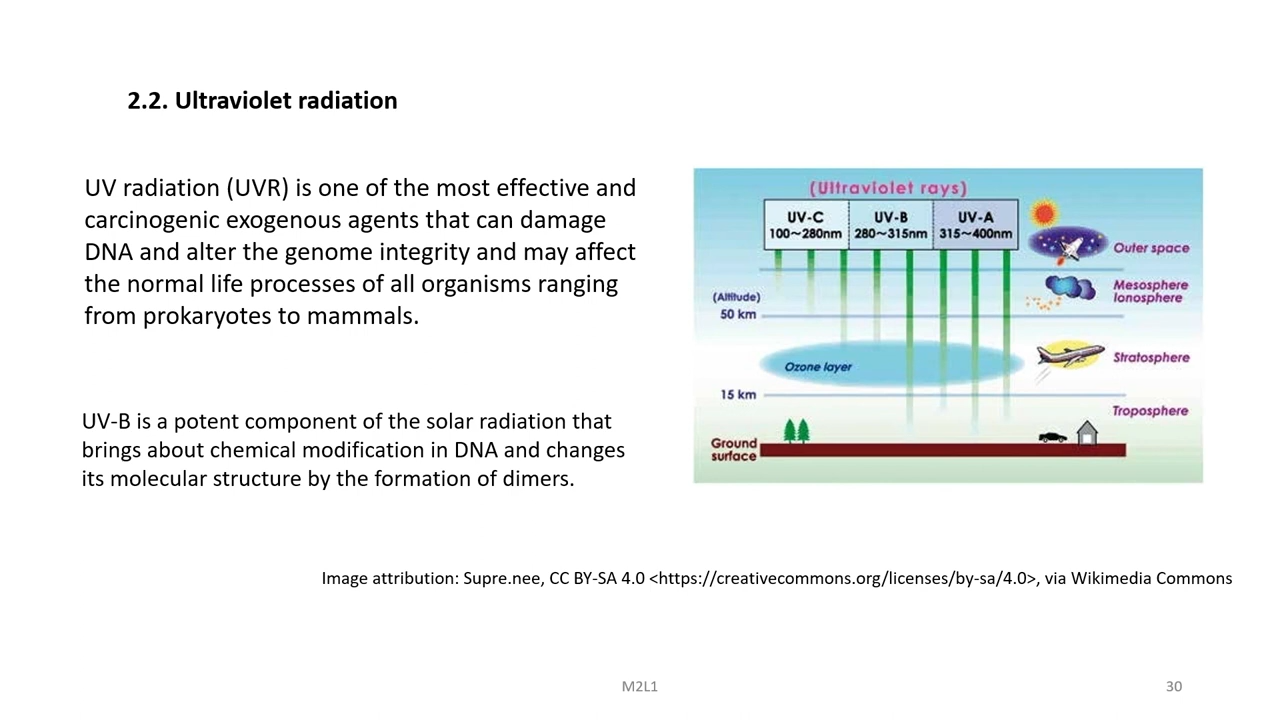 2.2. Ultraviolet radiation
UV radiation (UVR) is one of the most effective and
carcinogenic exogenous agents that can damage
DNA and alter the genome integrity and may affect
the normal life processes of all organisms ranging
from prokaryotes to mammals.
UV-B is a potent component of the solar radiation that
brings about chemical modification in DNA and changes
its molecular structure by the formation of dimers.
(Ultraviolet rays)
UV-C
100~280nm
UV-B
280~315nm
UV-A
315~400nm
Outer space
Mesosphere
Ionosphere
(Altitude)
50 km
Stratosphere
Ozone layer
15 km
Troposphere
Ground
surface
Image attribution: Supre.nee, CC BY-SA 4.0 <https://creativecommons.org/licenses/by-sa/4.0>, via Wikimedia Commons
M2L1
30